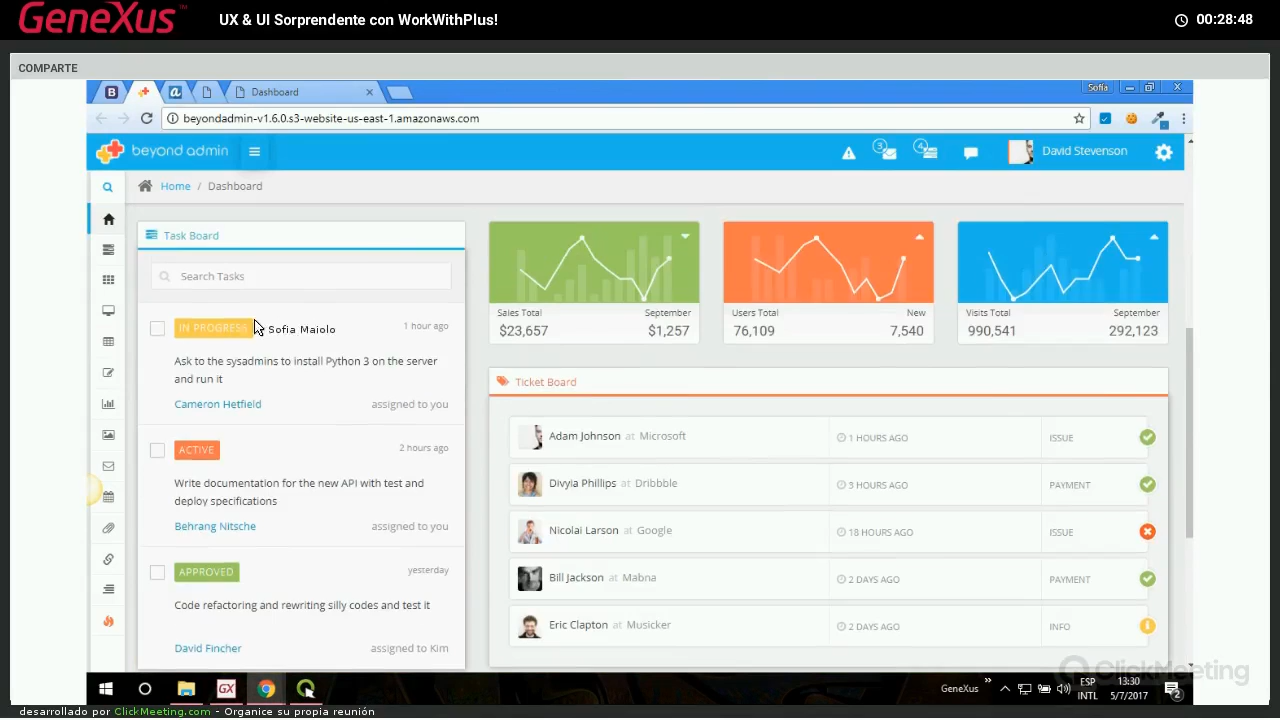 GeneXus™
UX & UI Sorprendente con WorkWithPlus!
00:28:48
COMPARTE
Dashboard
Sofia
beyondadmin-v1.6.0.s3-website-us-east-1.amazonaws.com
beyond admin
3
4
David Stevenson
Home / Dashboard
Task Board
Search Tasks
IN PROGRESS
Sofia Maiolo
1 hour ago
Ask to the sysadmins to install Python 3 on the server
and run it
Cameron Hetfield
assigned to you
ACTIVE
2 hours ago
Write documentation for the new API with test and
deploy specifications
Behrang Nitsche
assigned to you
APPROVED
yesterday
Code refactoring and rewriting silly codes and test it
David Fincher
assigned to Kim
Sales Total
September
$23,657
$1,257
Users Total
New
76,109
7,540
Visits Total
September
990,541
292,123
Ticket Board
Adam Johnson at Microsoft
1 HOURS AGO
ISSUE
Divyia Phillips at Dribbble
3 HOURS AGO
PAYMENT
Nicolai Larson at Google
18 HOURS AGO
ISSUE
Bill Jackson at Mabna
2 DAYS AGO
PAYMENT
Eric Clapton at Musicker
2 DAYS AGO
INFO
ClickMeeting
GX
GeneXus
»
ESP
INTL
13:30
5/7/2017
2
desarrollado por ClickMeeting.com - Organice su propia reunión